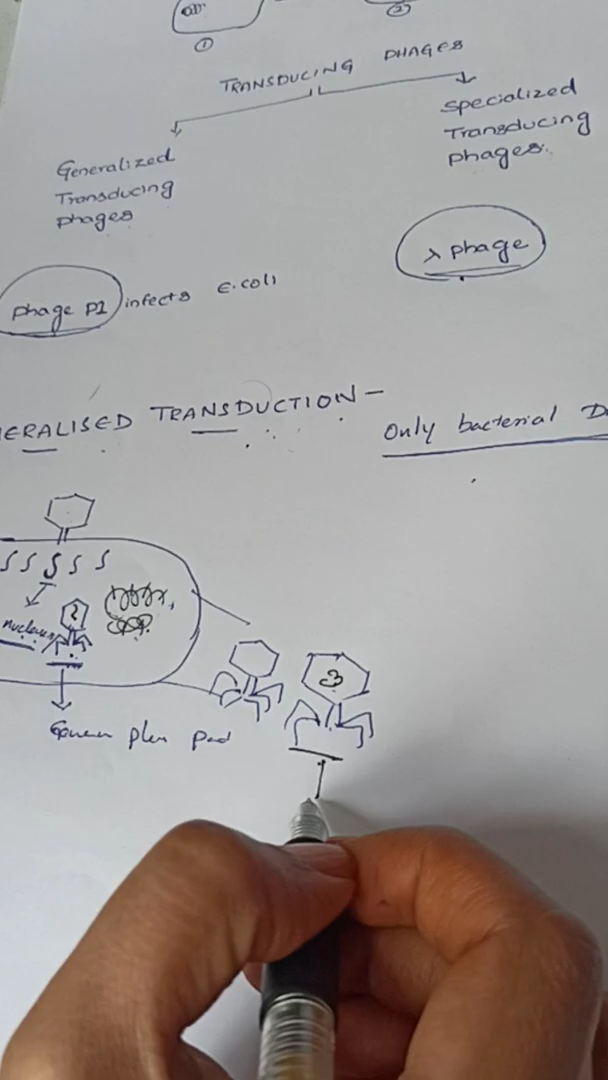 ①
②
TRANSDUCING PHAGES
Generalized
Transducing
phages
Specialized
Transducing
phages.
phage P1 infects E.coli
λ phage
ERALISED TRANSDUCTION -
Only bacterial D